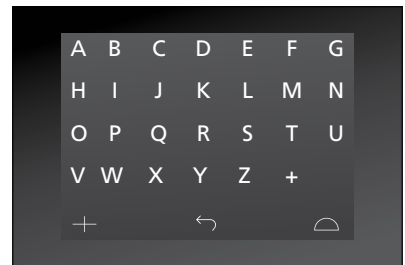 A B C D E F G
H I J K L M N
O P Q R S T U
V W X Y Z +